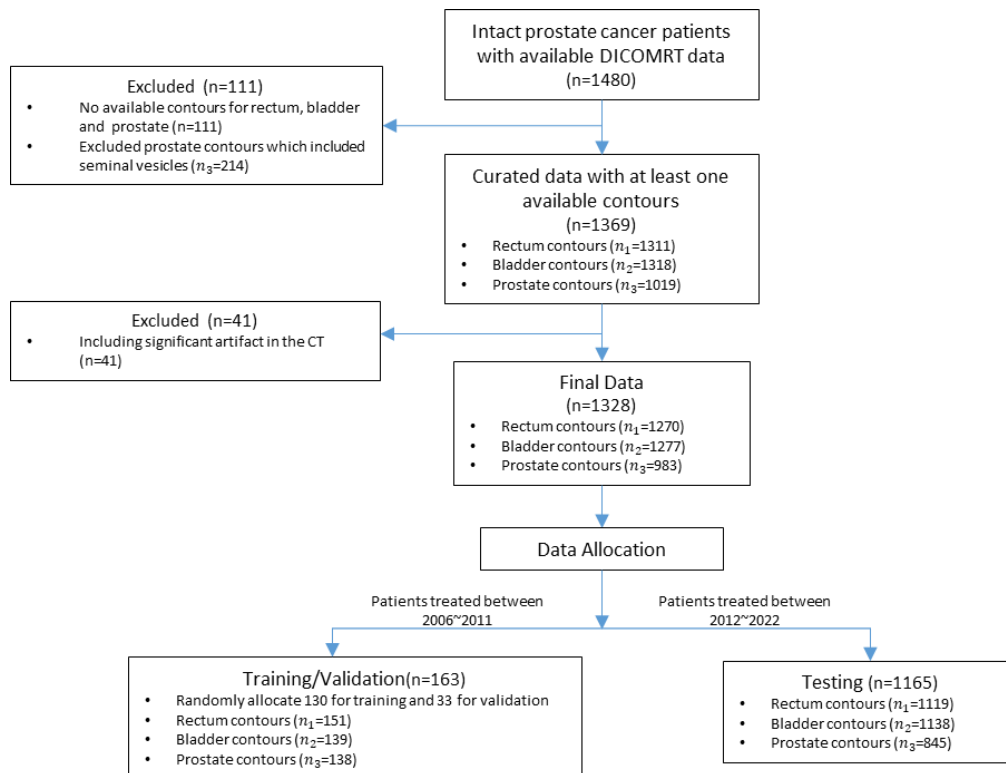 Intact prostate cancer patients
with available DICOMRT data
(n=1480)
Excluded (n=111)
• No available contours for rectum, bladder
and prostate (n=111)
• Excluded prostate contours which included
seminal vesicles (n₃=214)
Curated data with at least one
available contours
(n=1369)
• Rectum contours (n₁=1311)
• Bladder contours (n₂=1318)
• Prostate contours (n₃=1019)
Excluded (n=41)
• Including significant artifact in the CT
(n=41)
Final Data
(n=1328)
• Rectum contours (n₁=1270)
• Bladder contours (n₂=1277)
• Prostate contours (n₃=983)
Data Allocation
Patients treated between
2006~2011
Patients treated between
2012~2022
Training/Validation(n=163)
• Randomly allocate 130 for training and 33 for validation
• Rectum contours (n₁=151)
• Bladder contours (n₂=139)
• Prostate contours (n₃=138)
Testing (n=1165)
• Rectum contours (n₁=1119)
• Bladder contours (n₂=1138)
• Prostate contours (n₃=845)